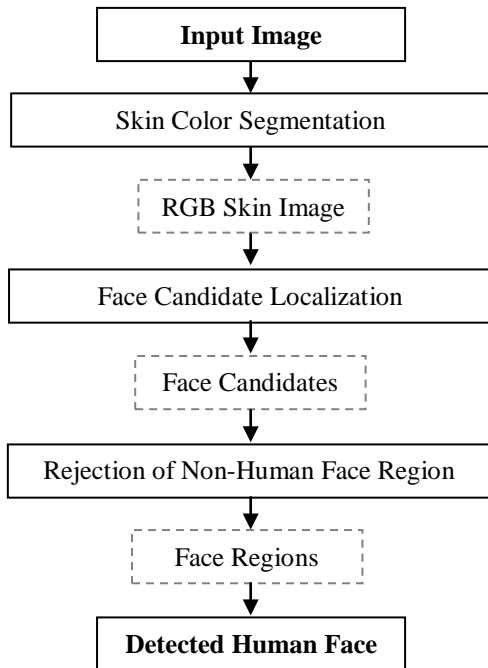 Input Image
Skin Color Segmentation
RGB Skin Image
Face Candidate Localization
Face Candidates
Rejection of Non-Human Face Region
Face Regions
Detected Human Face